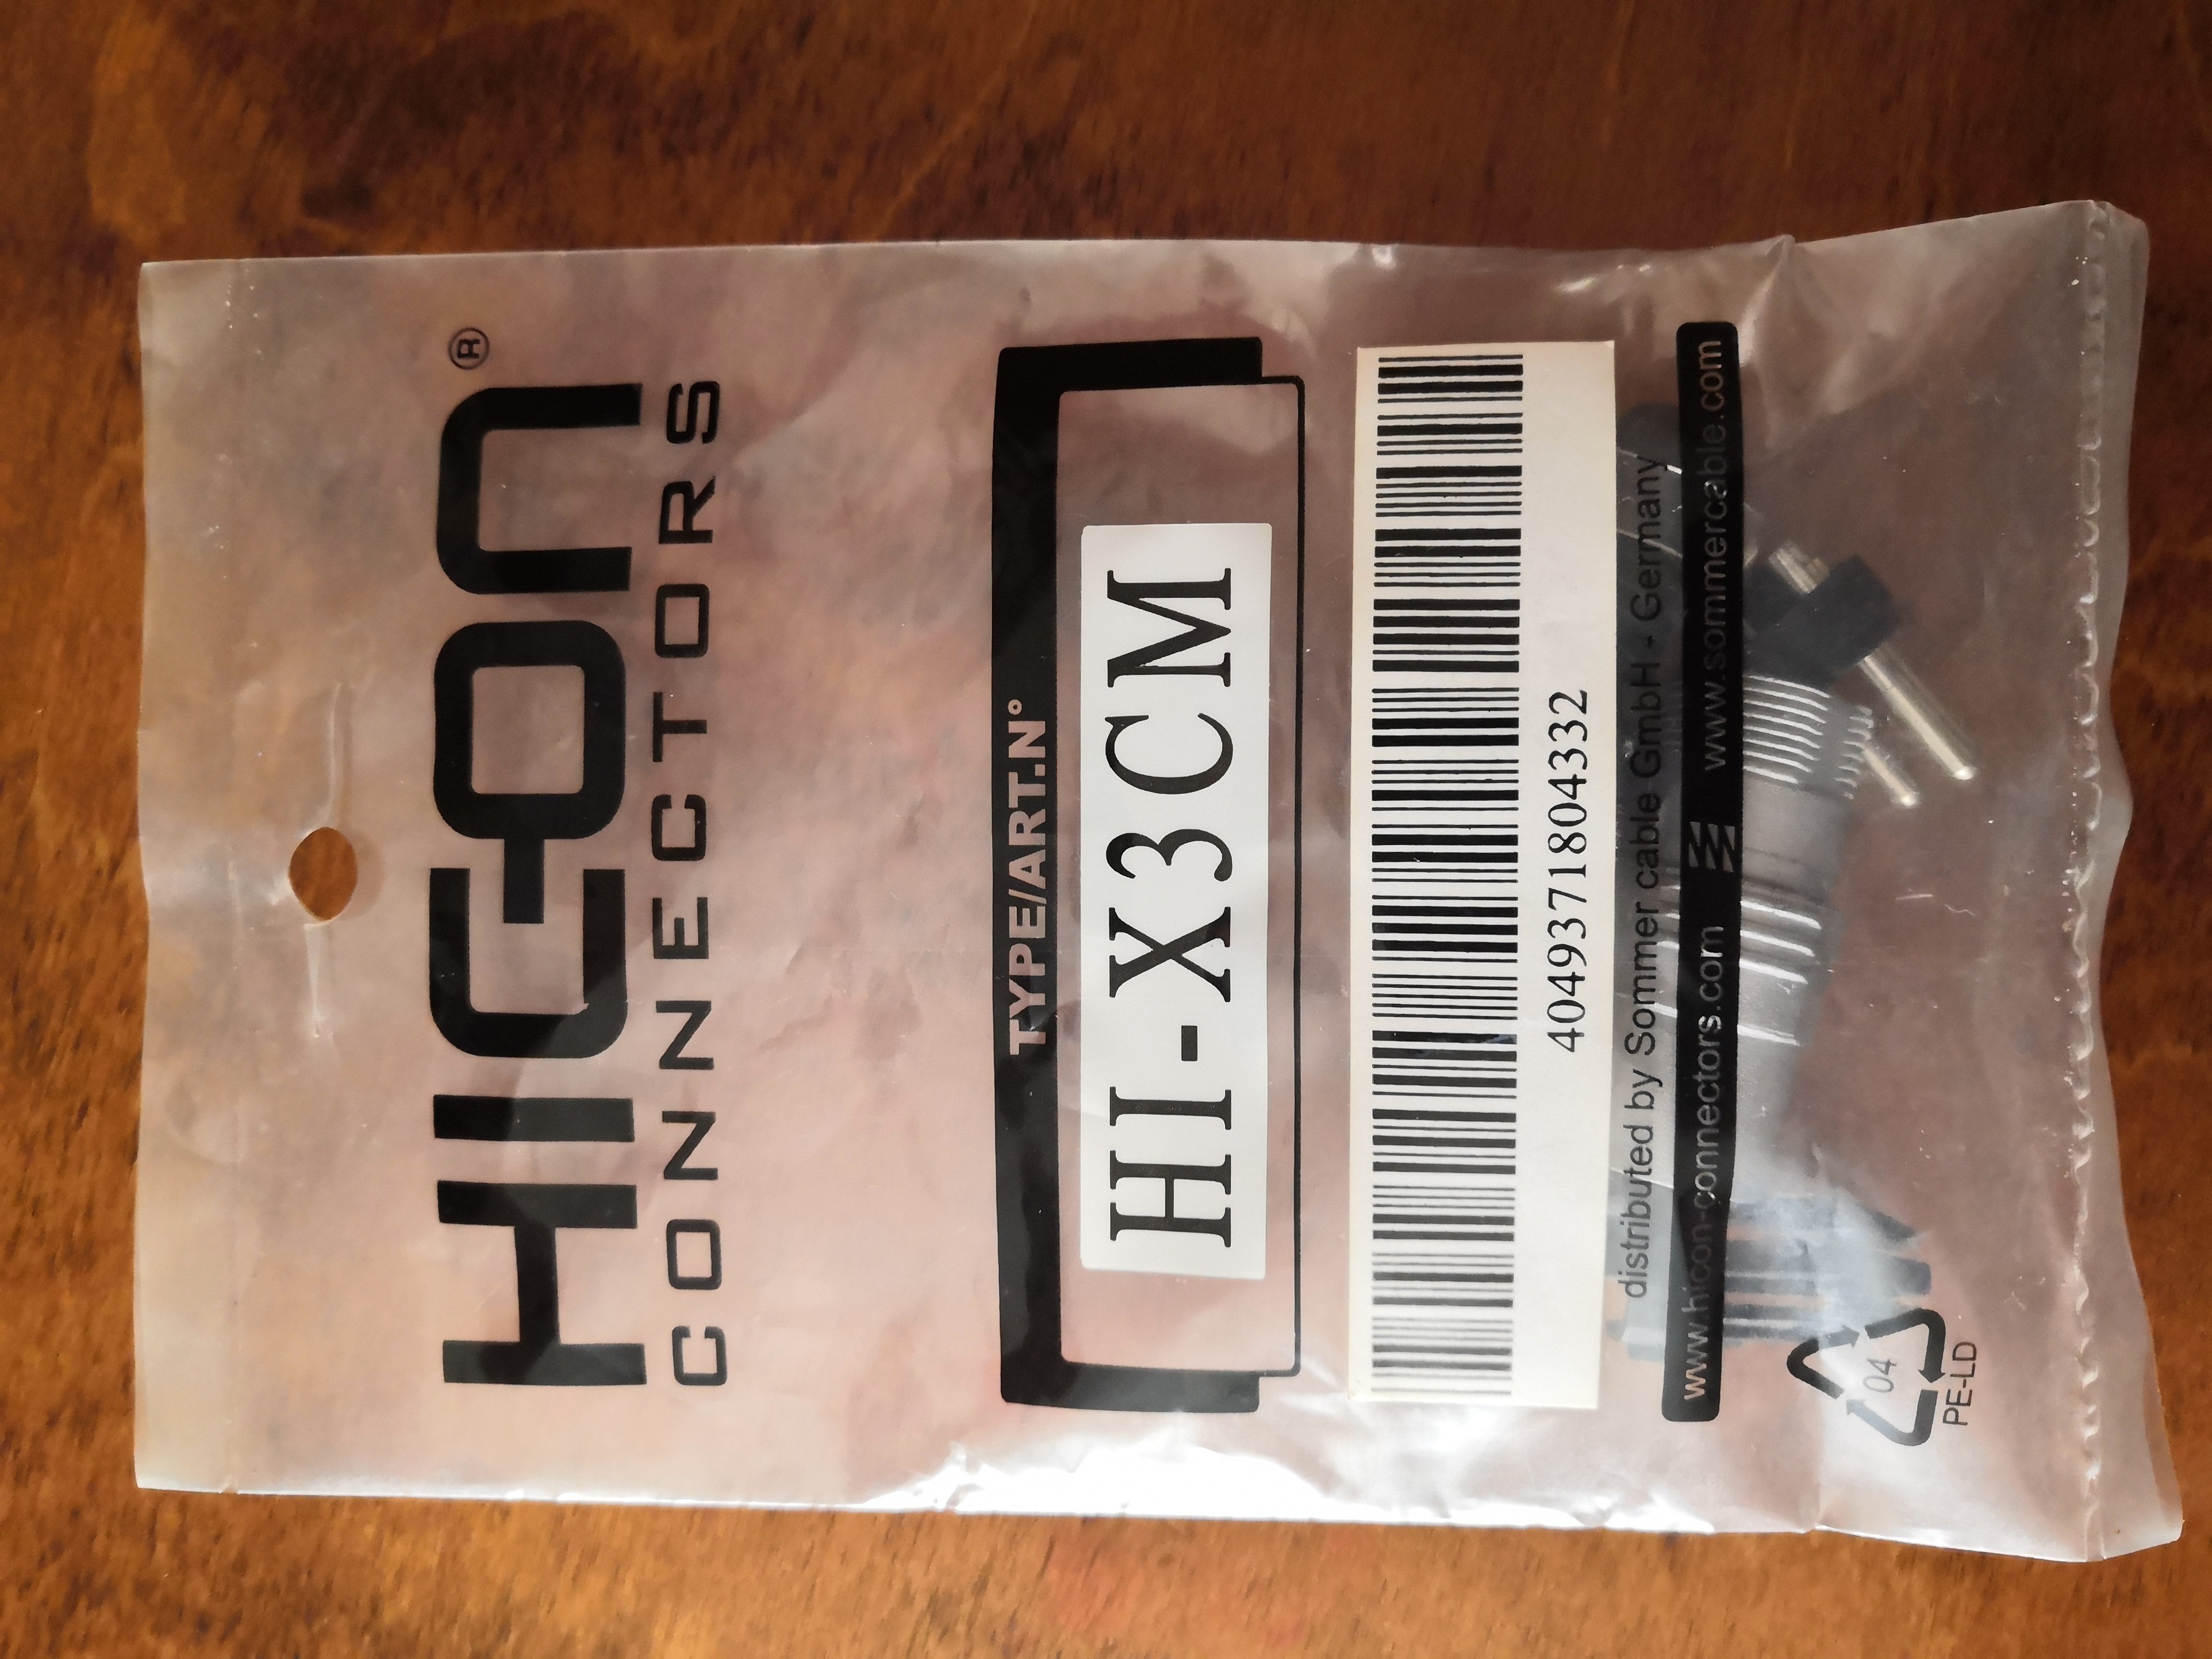 HICON®
CONNECTORS
TYPE/ART.N°
HI-X3CM
4049371804332
distributed by Sommer cable GmbH - Germany
www.hicon-connectors.com www.sommercable.com
04
PE-LD